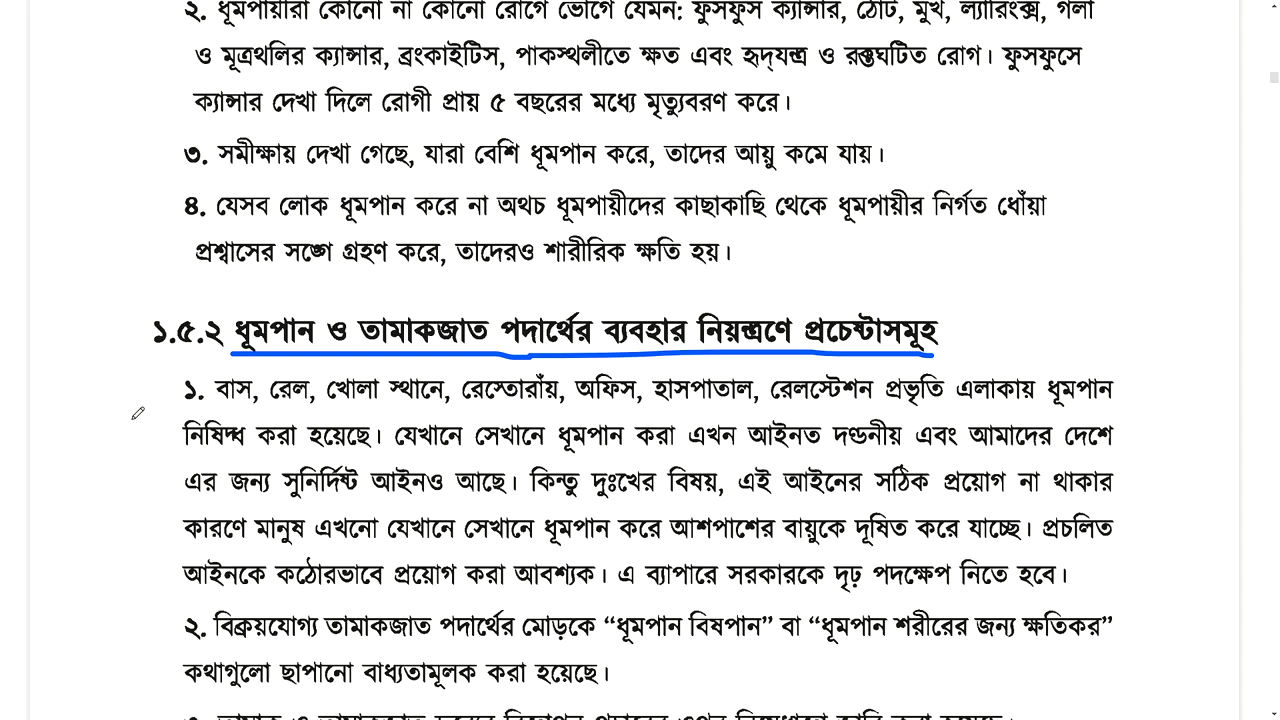 ২. ধূমপায়ীরা কোনো না কোনো রোগে ভোগে যেমন: ফুসফুস ক্যান্সার, ঠোঁট, মুখ, ল্যারিংক্স, গলা
ও মূত্রথলির ক্যান্সার, ব্রংকাইটিস, পাকস্থলীতে ক্ষত এবং হৃদ্‌যন্ত্র ও রক্তঘটিত রোগ। ফুসফুসে
ক্যান্সার দেখা দিলে রোগী প্রায় ৫ বছরের মধ্যে মৃত্যুবরণ করে।
৩. সমীক্ষায় দেখা গেছে, যারা বেশি ধূমপান করে, তাদের আয়ু কমে যায়।
৪. যেসব লোক ধূমপান করে না অথচ ধূমপায়ীদের কাছাকাছি থেকে ধূমপায়ীর নির্গত ধোঁয়া
প্রশ্বাসের সঙ্গে গ্রহণ করে, তাদেরও শারীরিক ক্ষতি হয়।
১.৫.২ ধূমপান ও তামাকজাত পদার্থের ব্যবহার নিয়ন্ত্রণে প্রচেষ্টাসমূহ
১. বাস, রেল, খোলা স্থানে, রেস্তোরাঁয়, অফিস, হাসপাতাল, রেলস্টেশন প্রভৃতি এলাকায় ধূমপান
নিষিদ্ধ করা হয়েছে। যেখানে সেখানে ধূমপান করা এখন আইনত দণ্ডনীয় এবং আমাদের দেশে
এর জন্য সুনির্দিষ্ট আইনও আছে। কিন্তু দুঃখের বিষয়, এই আইনের সঠিক প্রয়োগ না থাকার
কারণে মানুষ এখনো যেখানে সেখানে ধূমপান করে আশপাশের বায়ুকে দূষিত করে যাচ্ছে। প্রচলিত
আইনকে কঠোরভাবে প্রয়োগ করা আবশ্যক। এ ব্যাপারে সরকারকে দৃঢ় পদক্ষেপ নিতে হবে।
২. বিক্রয়যোগ্য তামাকজাত পদার্থের মোড়কে “ধূমপান বিষপান” বা “ধূমপান শরীরের জন্য ক্ষতিকর”
কথাগুলো ছাপানো বাধ্যতামূলক করা হয়েছে।